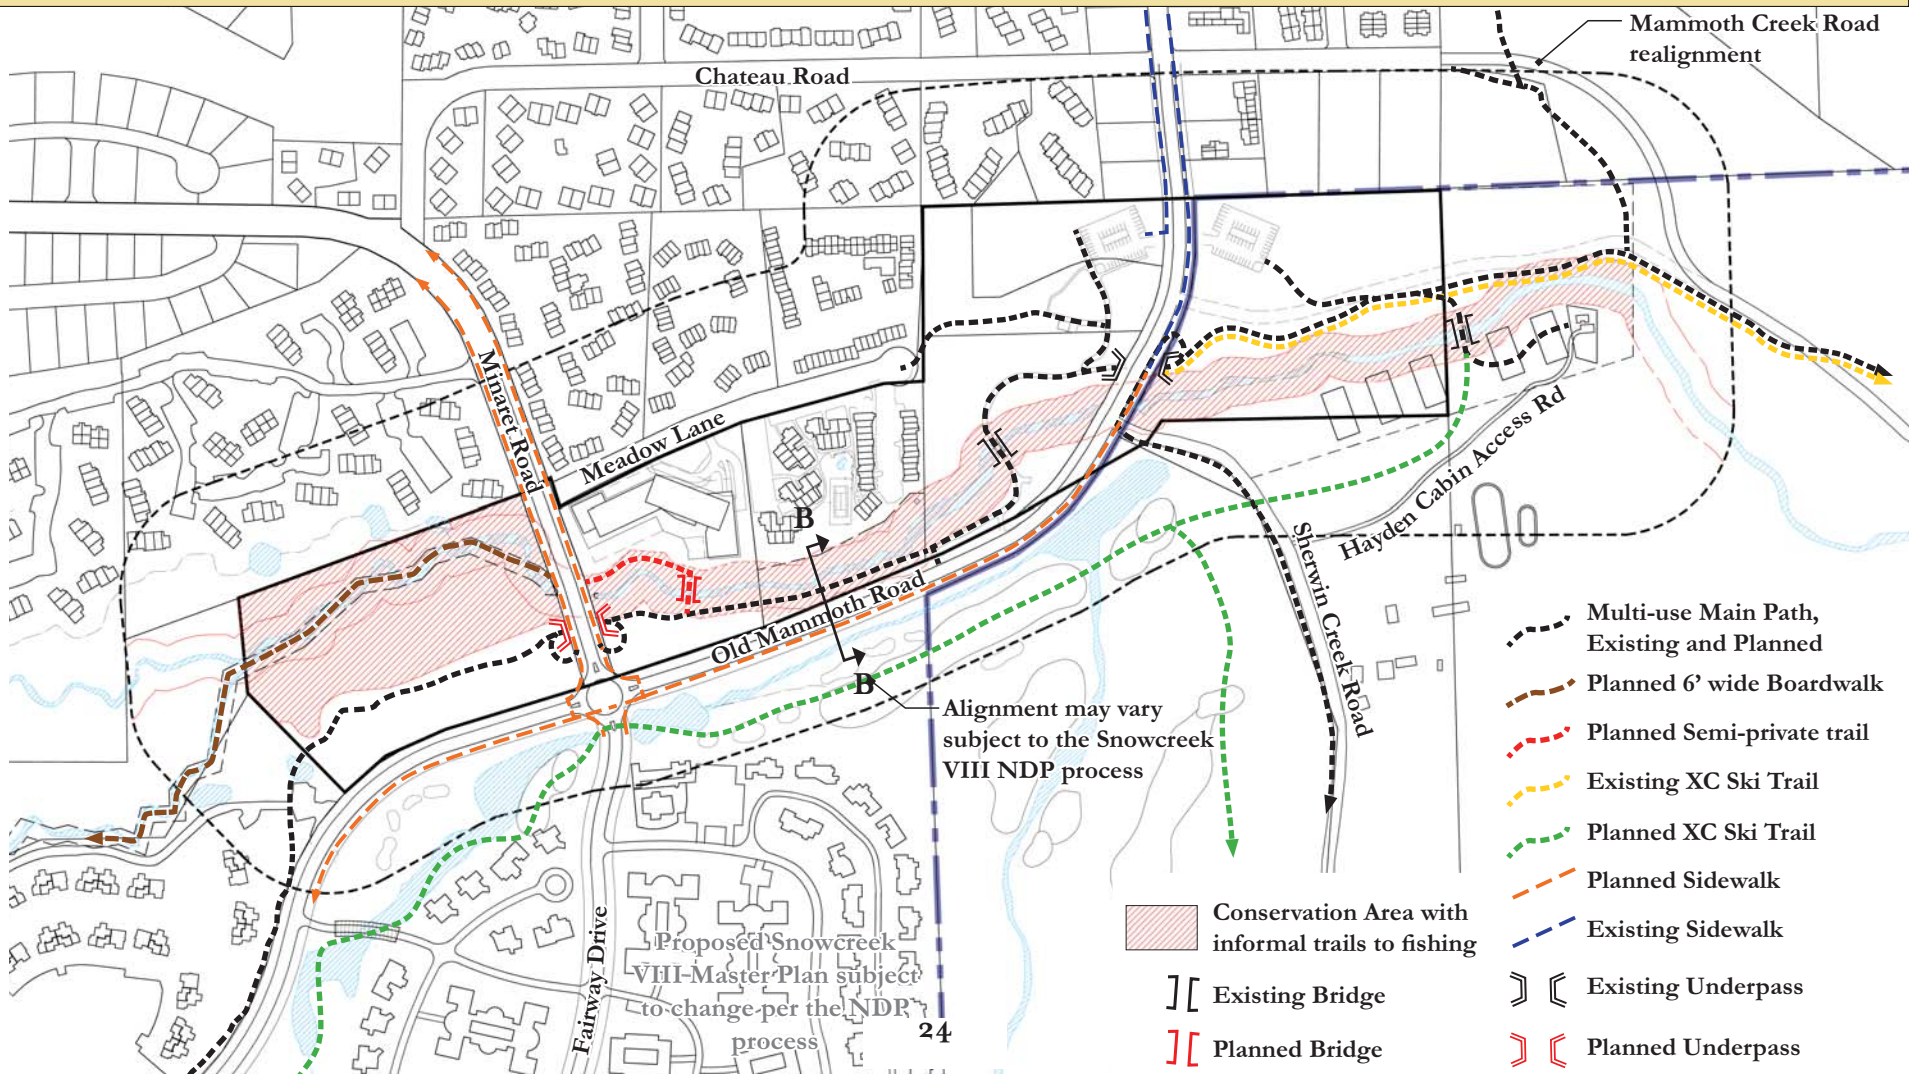 Mammoth Creek Road
realignment
Chateau Road
Minaret Road
Meadow Lane
B
Old Mammoth Road
B
Hayden Cabin Access Rd
Sherwin Creek Road
Alignment may vary
subject to the Snowcreek
VIII NDP process
Fairway Drive
Proposed Snowcreek
VIII-Master Plan subject
to change per the NDP
process
24
Conservation Area with
informal trails to fishing
Existing Bridge
Planned Bridge
Multi-use Main Path,
Existing and Planned
Planned 6’ wide Boardwalk
Planned Semi-private trail
Existing XC Ski Trail
Planned XC Ski Trail
Planned Sidewalk
Existing Sidewalk
Existing Underpass
Planned Underpass